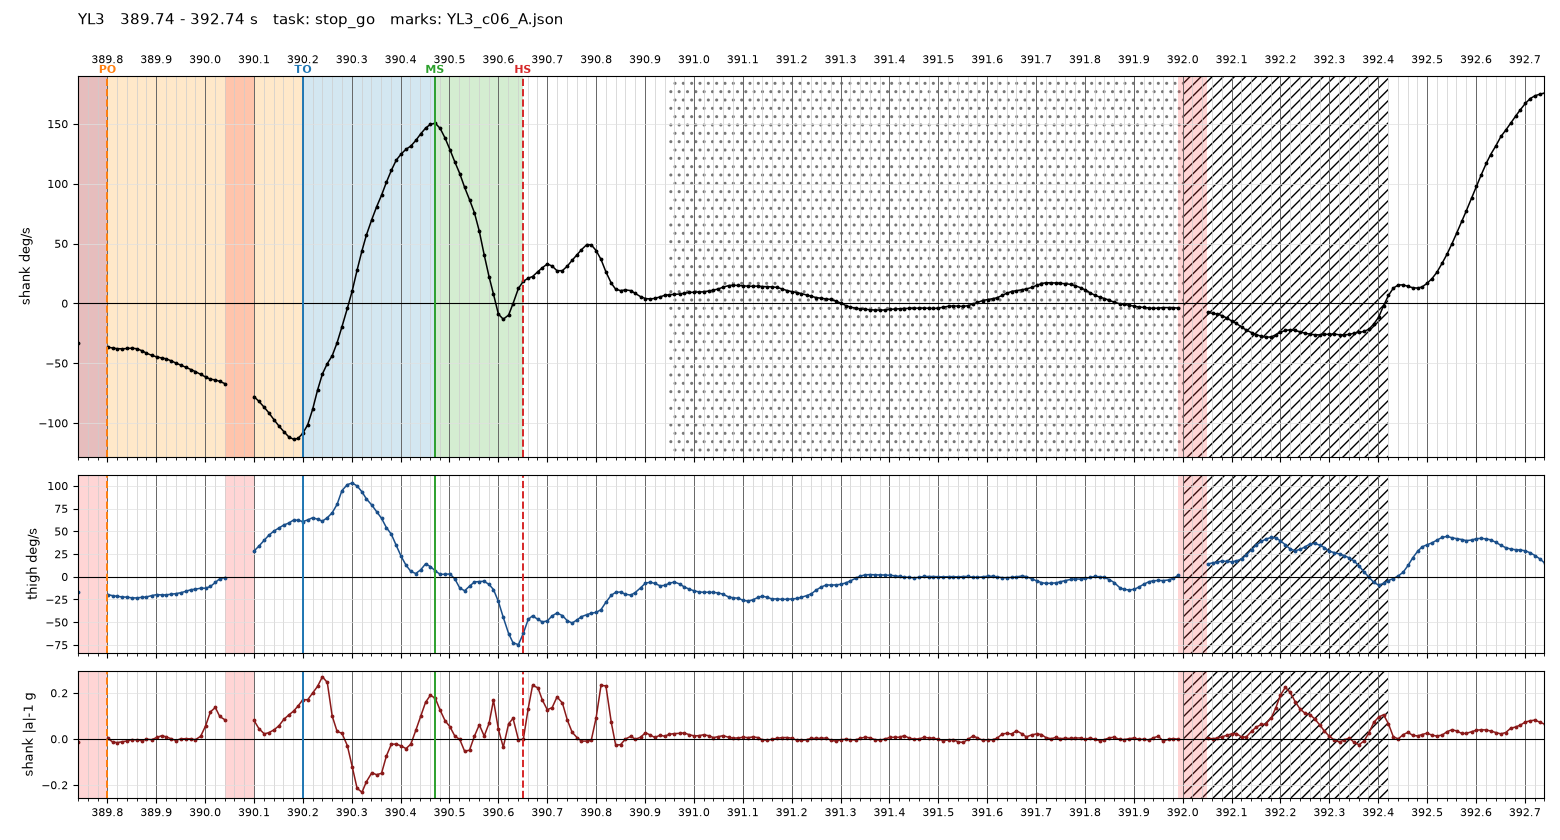 YL3 389.74 - 392.74 s task: stop_go marks: YL3_c06_A.json
389.8 389.9 390.0 390.1 390.2 390.3 390.4 390.5 390.6 390.7 390.8 390.9 391.0 391.1 391.2 391.3 391.4 391.5 391.6 391.7 391.8 391.9 392.0 392.1 392.2 392.3 392.4 392.5 392.6 392.7
PO TO MS HS
150
100
50
0
−50
−100
shank deg/s
100
75
50
25
0
−25
−50
−75
thigh deg/s
0.2
0.0
−0.2
shank |a|-1 g
389.8 389.9 390.0 390.1 390.2 390.3 390.4 390.5 390.6 390.7 390.8 390.9 391.0 391.1 391.2 391.3 391.4 391.5 391.6 391.7 391.8 391.9 392.0 392.1 392.2 392.3 392.4 392.5 392.6 392.7